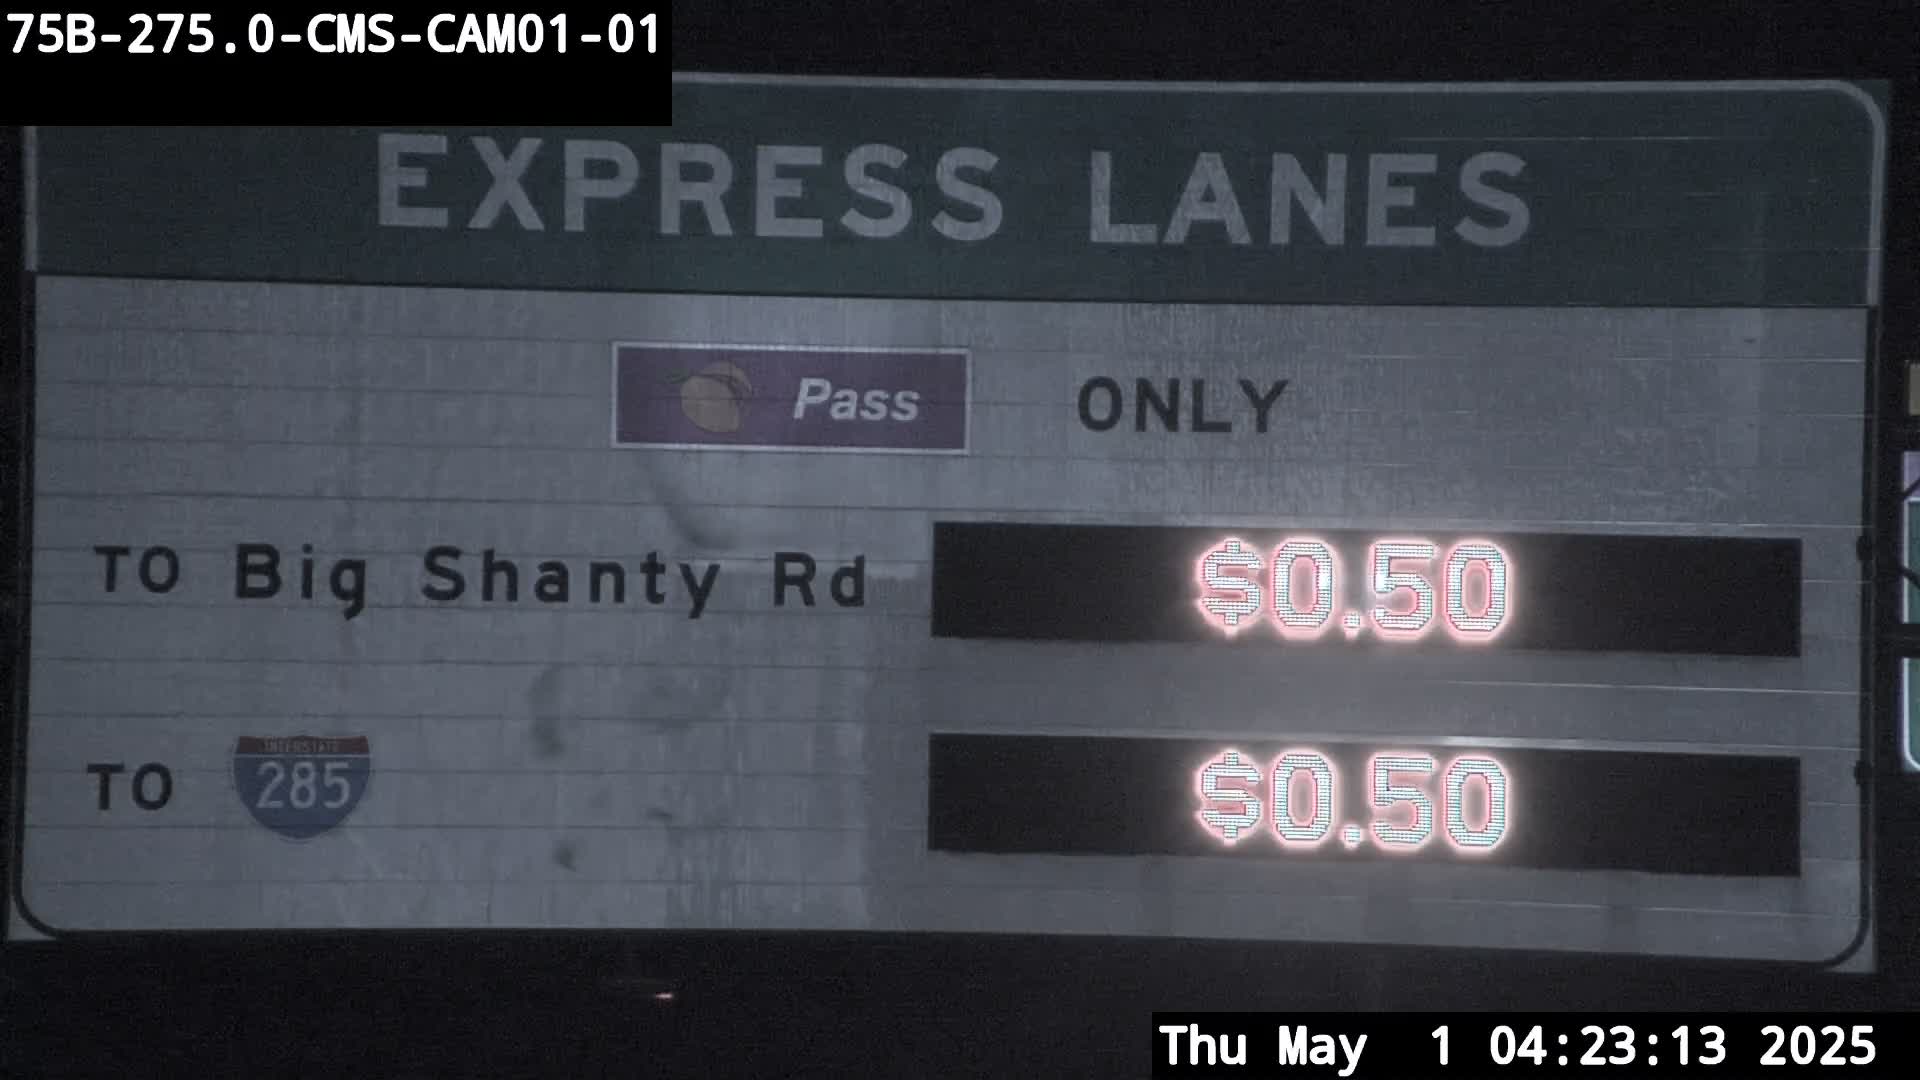 75B-275.0-CMS-CAM01-01
EXPRESS LANES
Pass ONLY
TO Big Shanty Rd $0.50
INTERSTATE
TO 285 $0.50
Thu May 1 04:23:13 2025